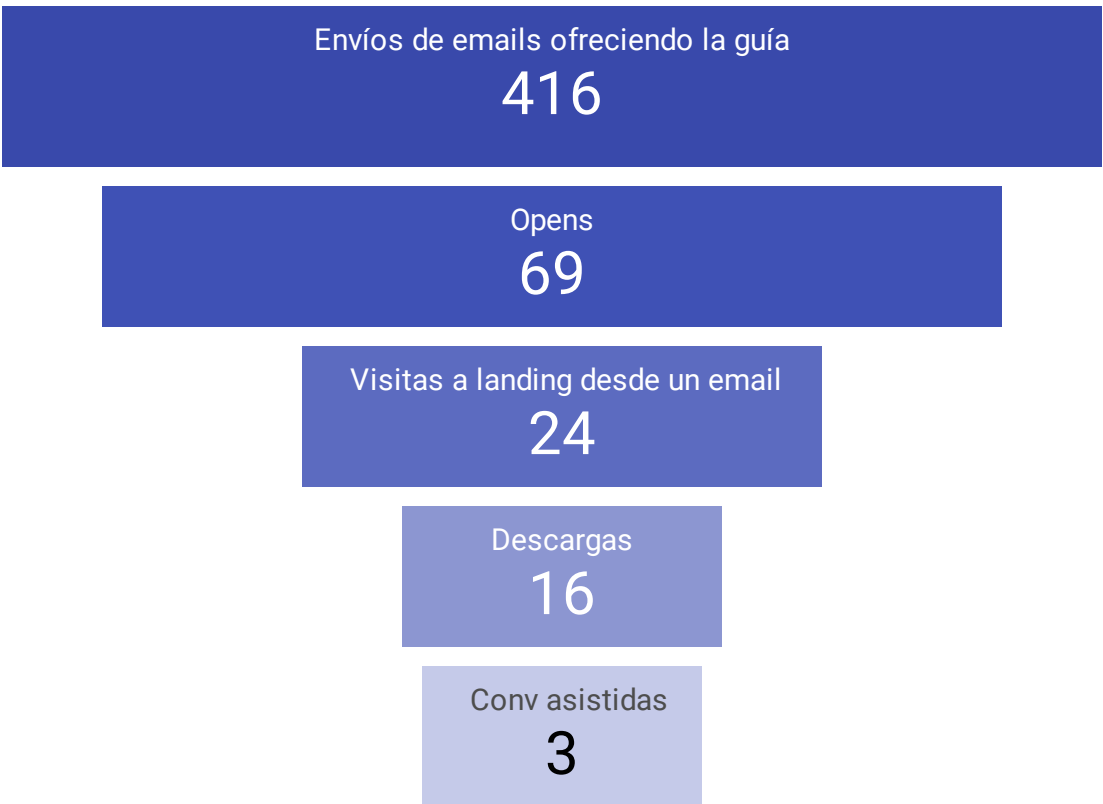 Envíos de emails ofreciendo la guía
416
Opens
69
Visitas a landing desde un email
24
Descargas
16
Conv asistidas
3